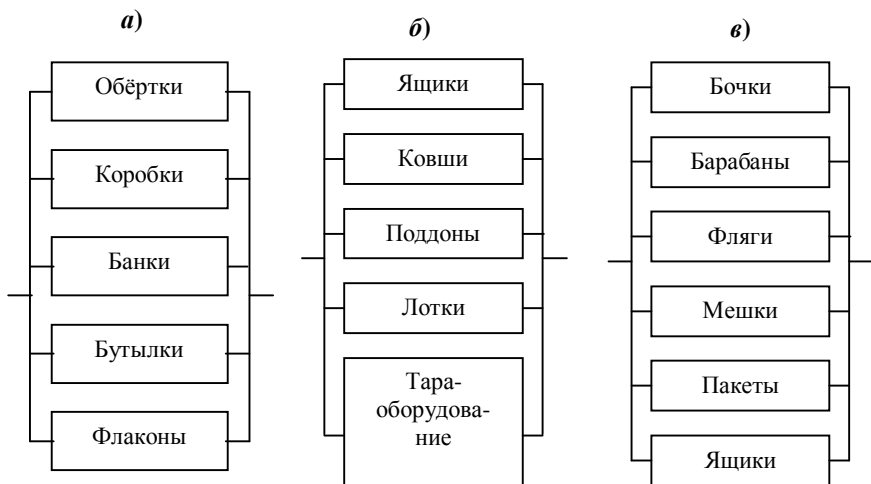 а)
Обёртки
Коробки
Банки
Бутылки
Флаконы
б)
Ящики
Ковши
Поддоны
Лотки
Тара-
оборудова-
ние
в)
Бочки
Барабаны
Фляги
Мешки
Пакеты
Ящики